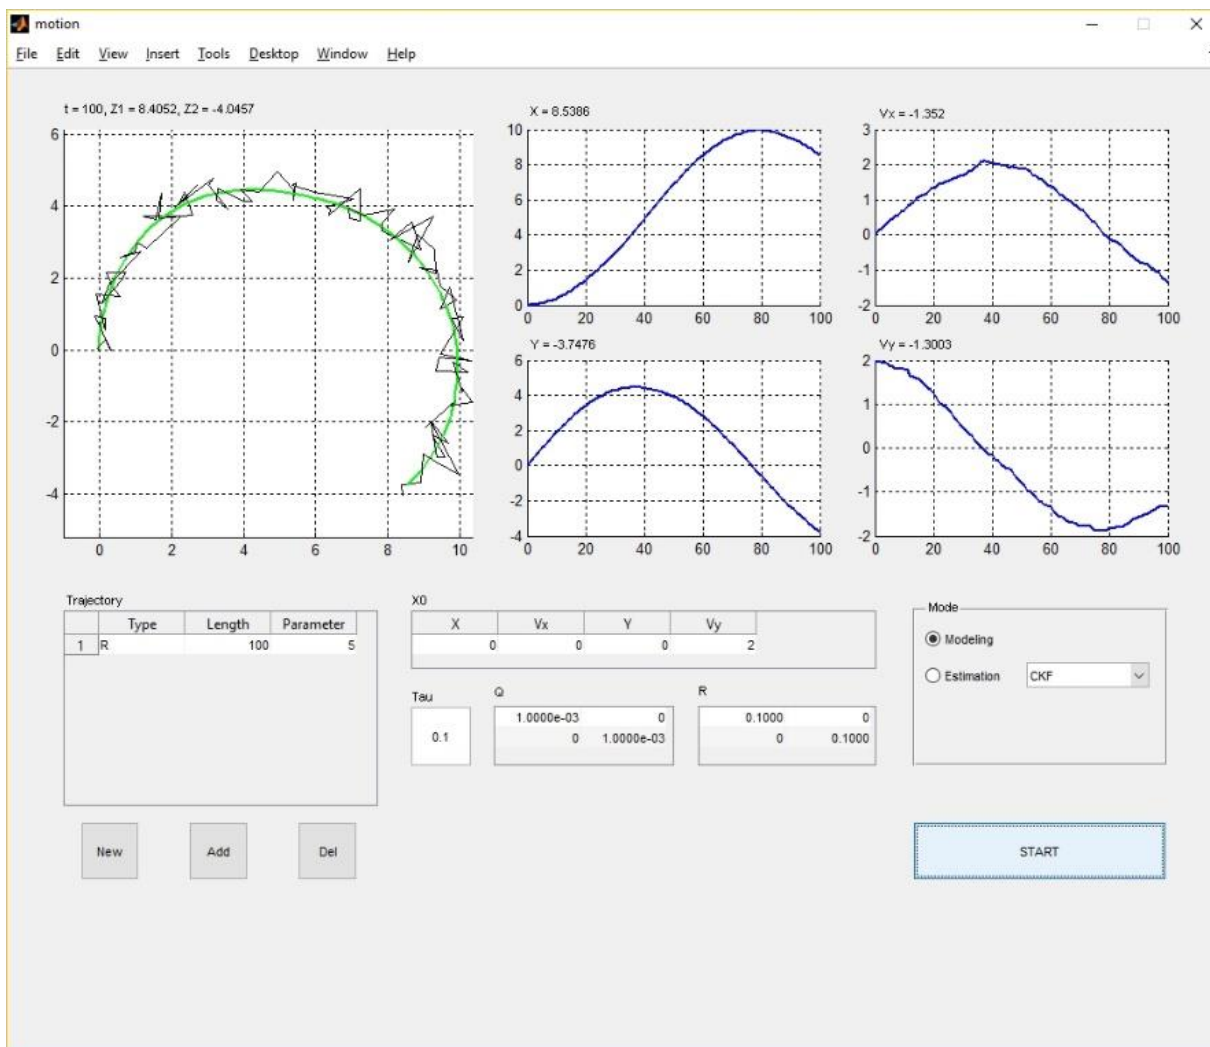 motion
File Edit View Insert Tools Desktop Window Help
t = 100, Z1 = 8.4052, Z2 = -4.0457
6
4
2
0
-2
-4
0 2 4 6 8 10
X = 8.5386
10
8
6
4
2
0
0 20 40 60 80 100
Vx = -1.352
3
2
1
0
-1
-2
0 20 40 60 80 100
Y = -3.7476
6
4
2
0
-2
-4
0 20 40 60 80 100
Vy = -1.3003
2
1
0
-1
-2
0 20 40 60 80 100
Trajectory
Type Length Parameter
1 R 100 5
New Add Del
X0
X Vx Y Vy
0 0 0 2
Tau
0.1
Q
1.0000e-03 0
0 1.0000e-03
R
0.1000 0
0 0.1000
Mode
Modeling
Estimation CKF
START